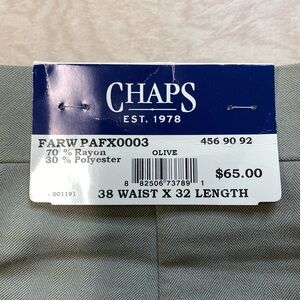 CHAPS
EST. 1978
FARW PAFX0003 456 90 92
70 % Rayon OLIVE
30 % Polyester
8 82506 73789 1
- 001191 $65.00
38 WAIST X 32 LENGTH